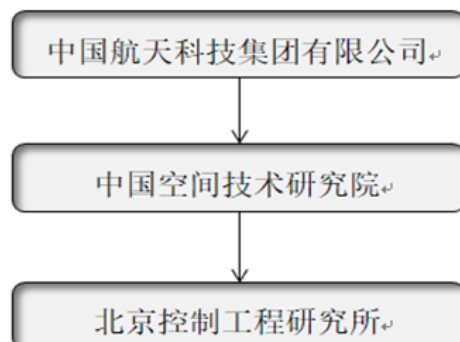 中国航天科技集团有限公司
中国空间技术研究院
北京控制工程研究所